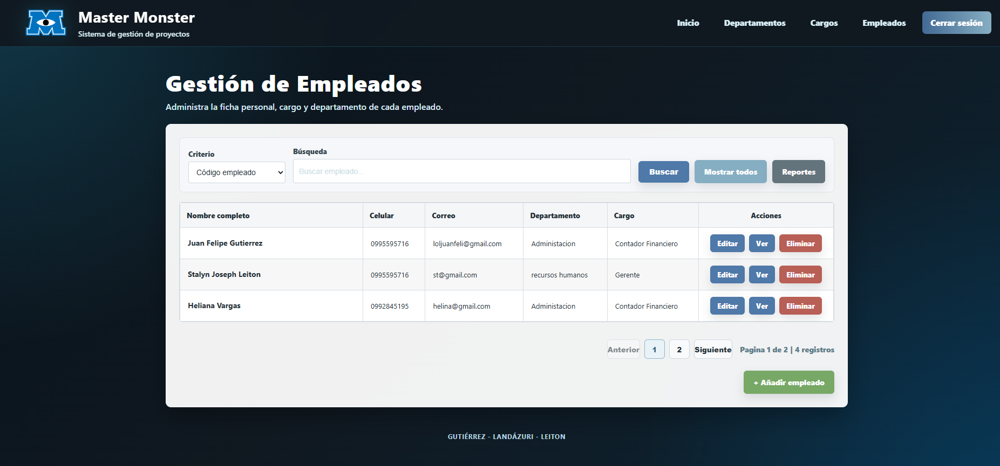 Master Monster
Sistema de gestión de proyectos
Inicio Departamentos Cargos Empleados Cerrar sesión
Gestión de Empleados
Administra la ficha personal, cargo y departamento de cada empleado.
Criterio Búsqueda
Código empleado Buscar empleado... Buscar Mostrar todos Reportes
Nombre completo Celular Correo Departamento Cargo Acciones
Juan Felipe Gutierrez 0995595716 loljuanfeli@gmail.com Administacion Contador Financiero Editar Ver Eliminar
Stalyn Joseph Leiton 0995595716 st@gmail.com recursos humanos Gerente Editar Ver Eliminar
Heliana Vargas 0992845195 helina@gmail.com Administacion Contador Financiero Editar Ver Eliminar
Anterior 1 2 Siguiente Pagina 1 de 2 | 4 registros
+ Añadir empleado
GUTIÉRREZ - LANDÁZURI - LEITON